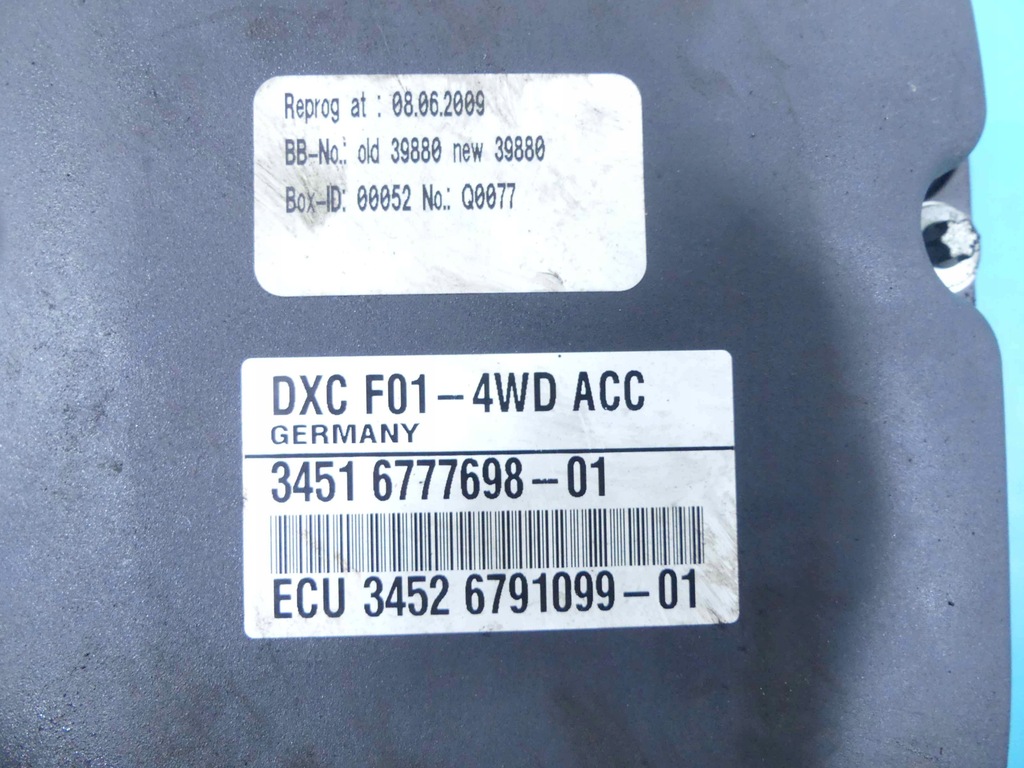 Reprog at : 08.06.2009
BB-No.: old 39880 new 39880
Box-ID: 00052 No.: Q0077
DXC F01-4WD ACC
GERMANY
3451 6777698-01
ECU 3452 6791099-01